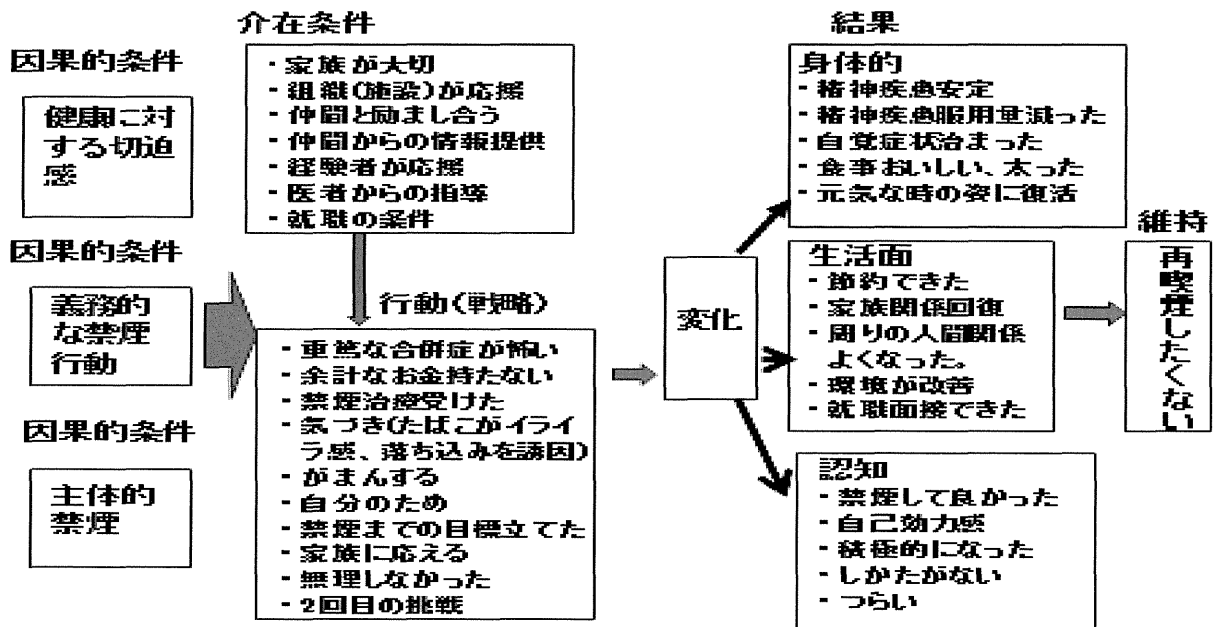 因果的条件
健康に対
する切迫
感
因果的条件
義務的
な禁煙
行動
因果的条件
主体的
禁煙
介在条件
・家族が大切
・組織(施設)が応援
・仲間と励まし合う
・仲間からの情報提供
・経験者が応援
・医者からの指導
・就職の条件
行動(戦略)
・重篤な合併症が怖い
・余計なお金持たない
・禁煙治療受けた
・気づき(たばこがイライ
ラ感、落ち込みを誘因)
・がまんする
・自分のため
・禁煙までの目標立てた
・家族に応える
・無理しなかった
・2回目の挑戦
変化
結果
身体的
・精神疾患安定
・精神疾患服用量減った
・自覚症状治まった
・食事おいしい、太った
・元気な時の姿に復活
生活面
・節約できた
・家族関係回復
・周りの人間関係
よくなった。
・環境が改善
・就職面接できた
認知
・禁煙して良かった
・自己効力感
・積極的になった
・しかたがない
・つらい
維持
再喫煙したくない